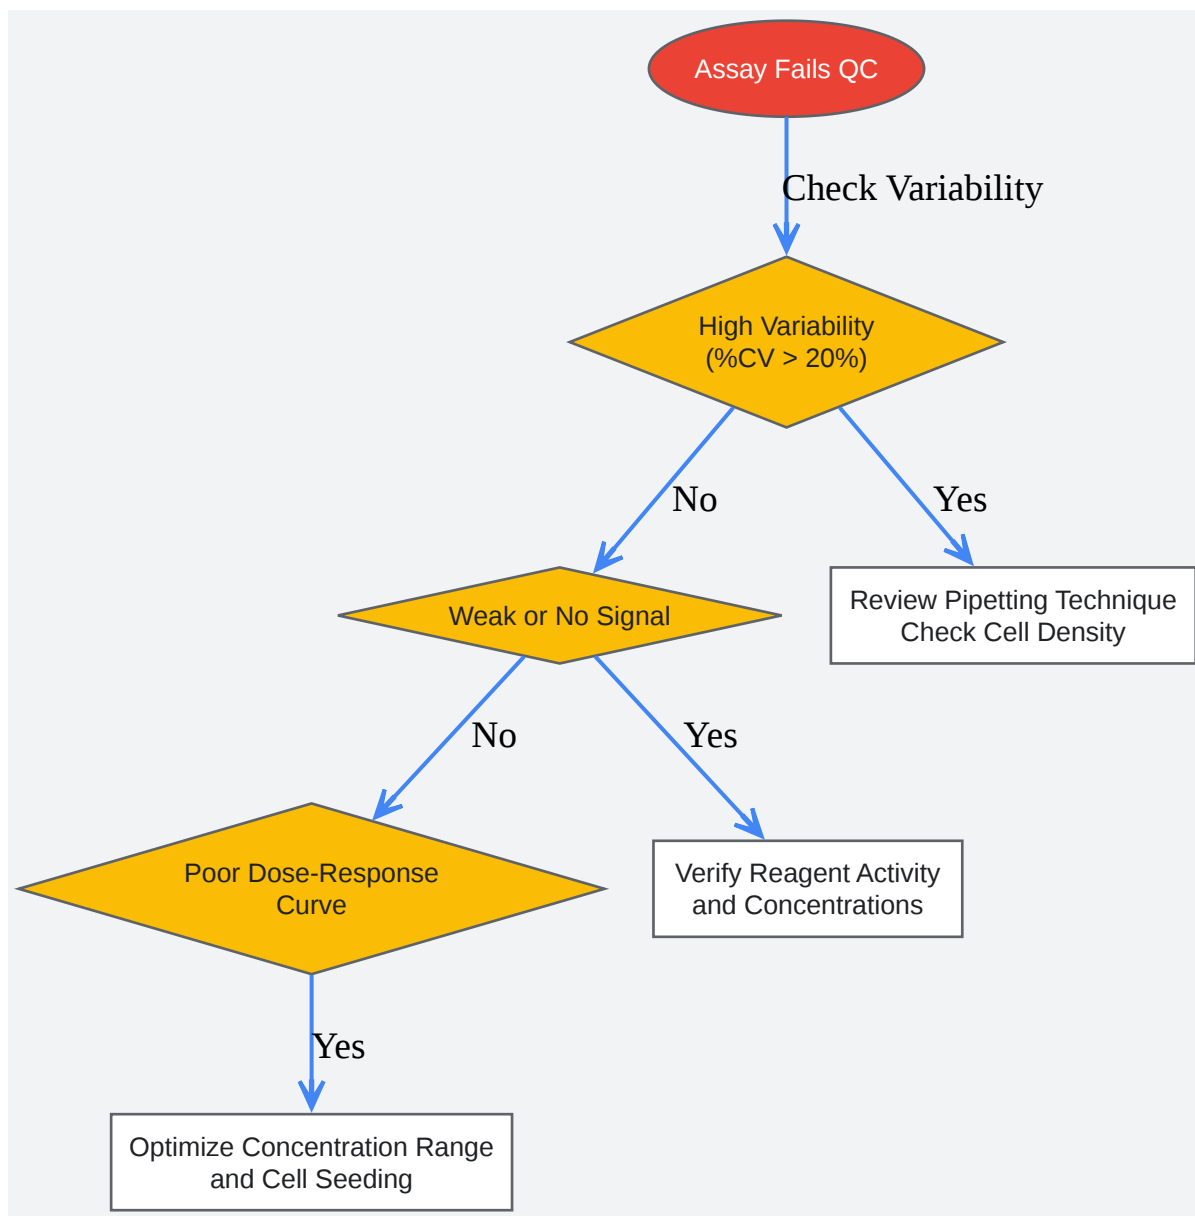 Assay Fails QC
Check Variability
High Variability
(%CV > 20%)
No
Yes
Weak or No Signal
Review Pipetting Technique
Check Cell Density
No
Yes
Poor Dose-Response
Curve
Verify Reagent Activity
and Concentrations
Yes
Optimize Concentration Range
and Cell Seeding